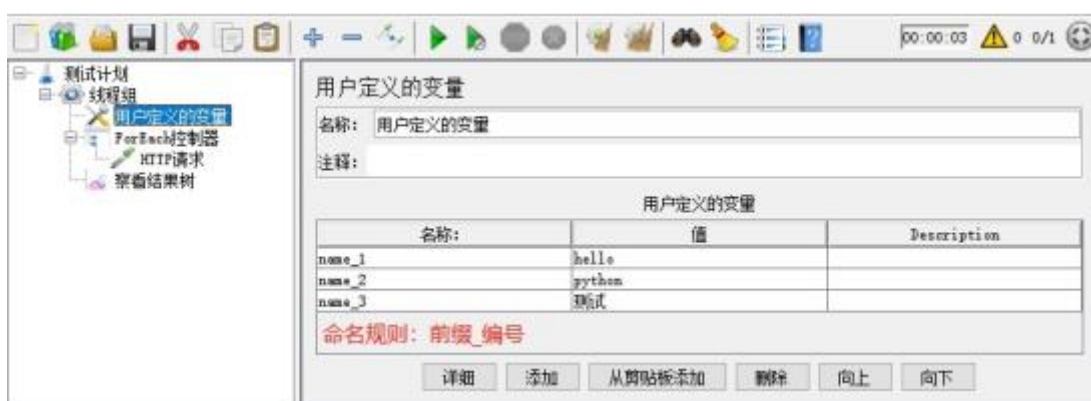 00:00:03 0 0/1
测试计划
线程组
用户定义的变量
ForEach控制器
HTTP请求
察看结果树
用户定义的变量
名称: 用户定义的变量
注释:
用户定义的变量
名称: 值 Description
name_1 hello
name_2 python
name_3 测试
命名规则：前缀_编号
详细 添加 从剪贴板添加 删除 向上 向下